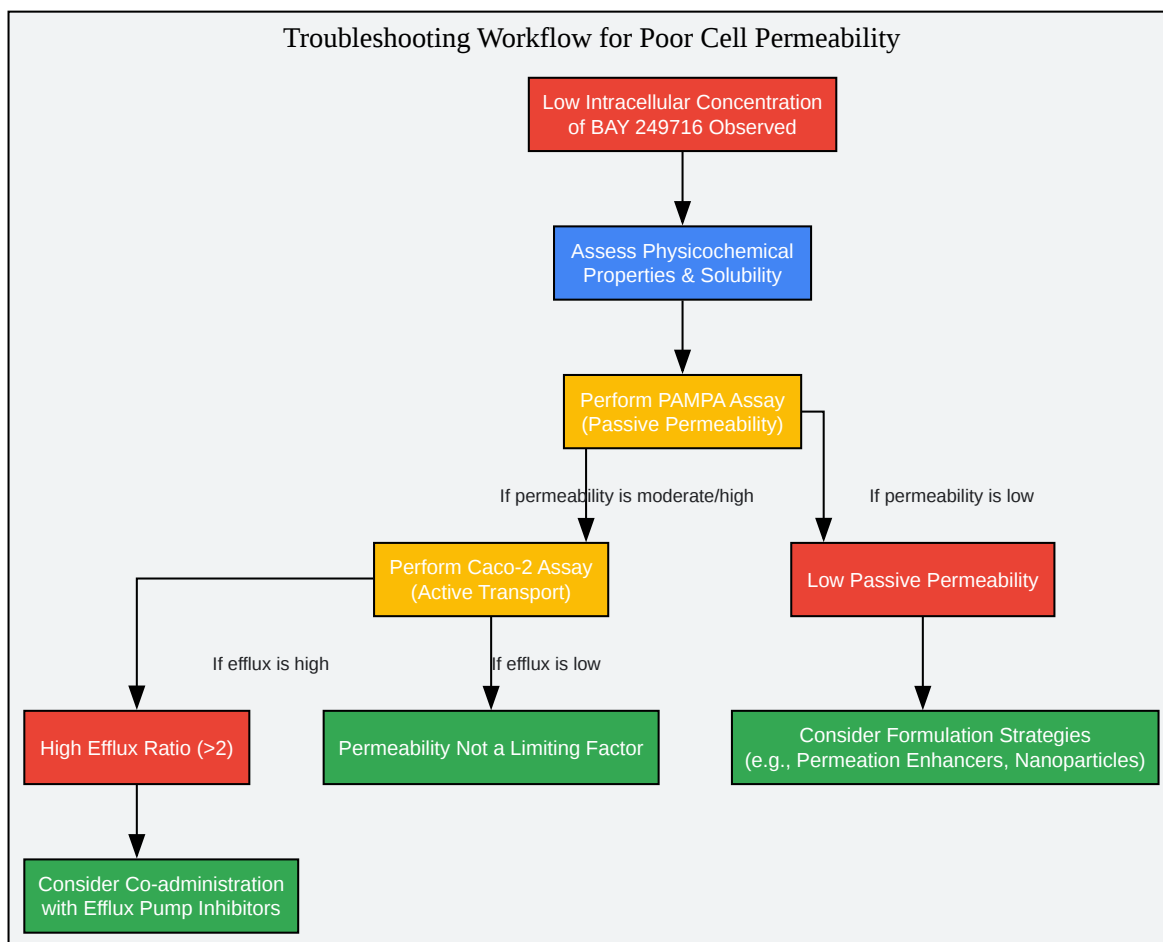 Troubleshooting Workflow for Poor Cell Permeability
Low Intracellular Concentration
of BAY 249716 Observed
Assess Physicochemical
Properties & Solubility
Perform PAMPA Assay
(Passive Permeability)
If permeability is moderate/high
If permeability is low
Perform Caco-2 Assay
(Active Transport)
Low Passive Permeability
If efflux is high
If efflux is low
High Efflux Ratio (>2)
Permeability Not a Limiting Factor
Consider Formulation Strategies
(e.g., Permeation Enhancers, Nanoparticles)
Consider Co-administration
with Efflux Pump Inhibitors